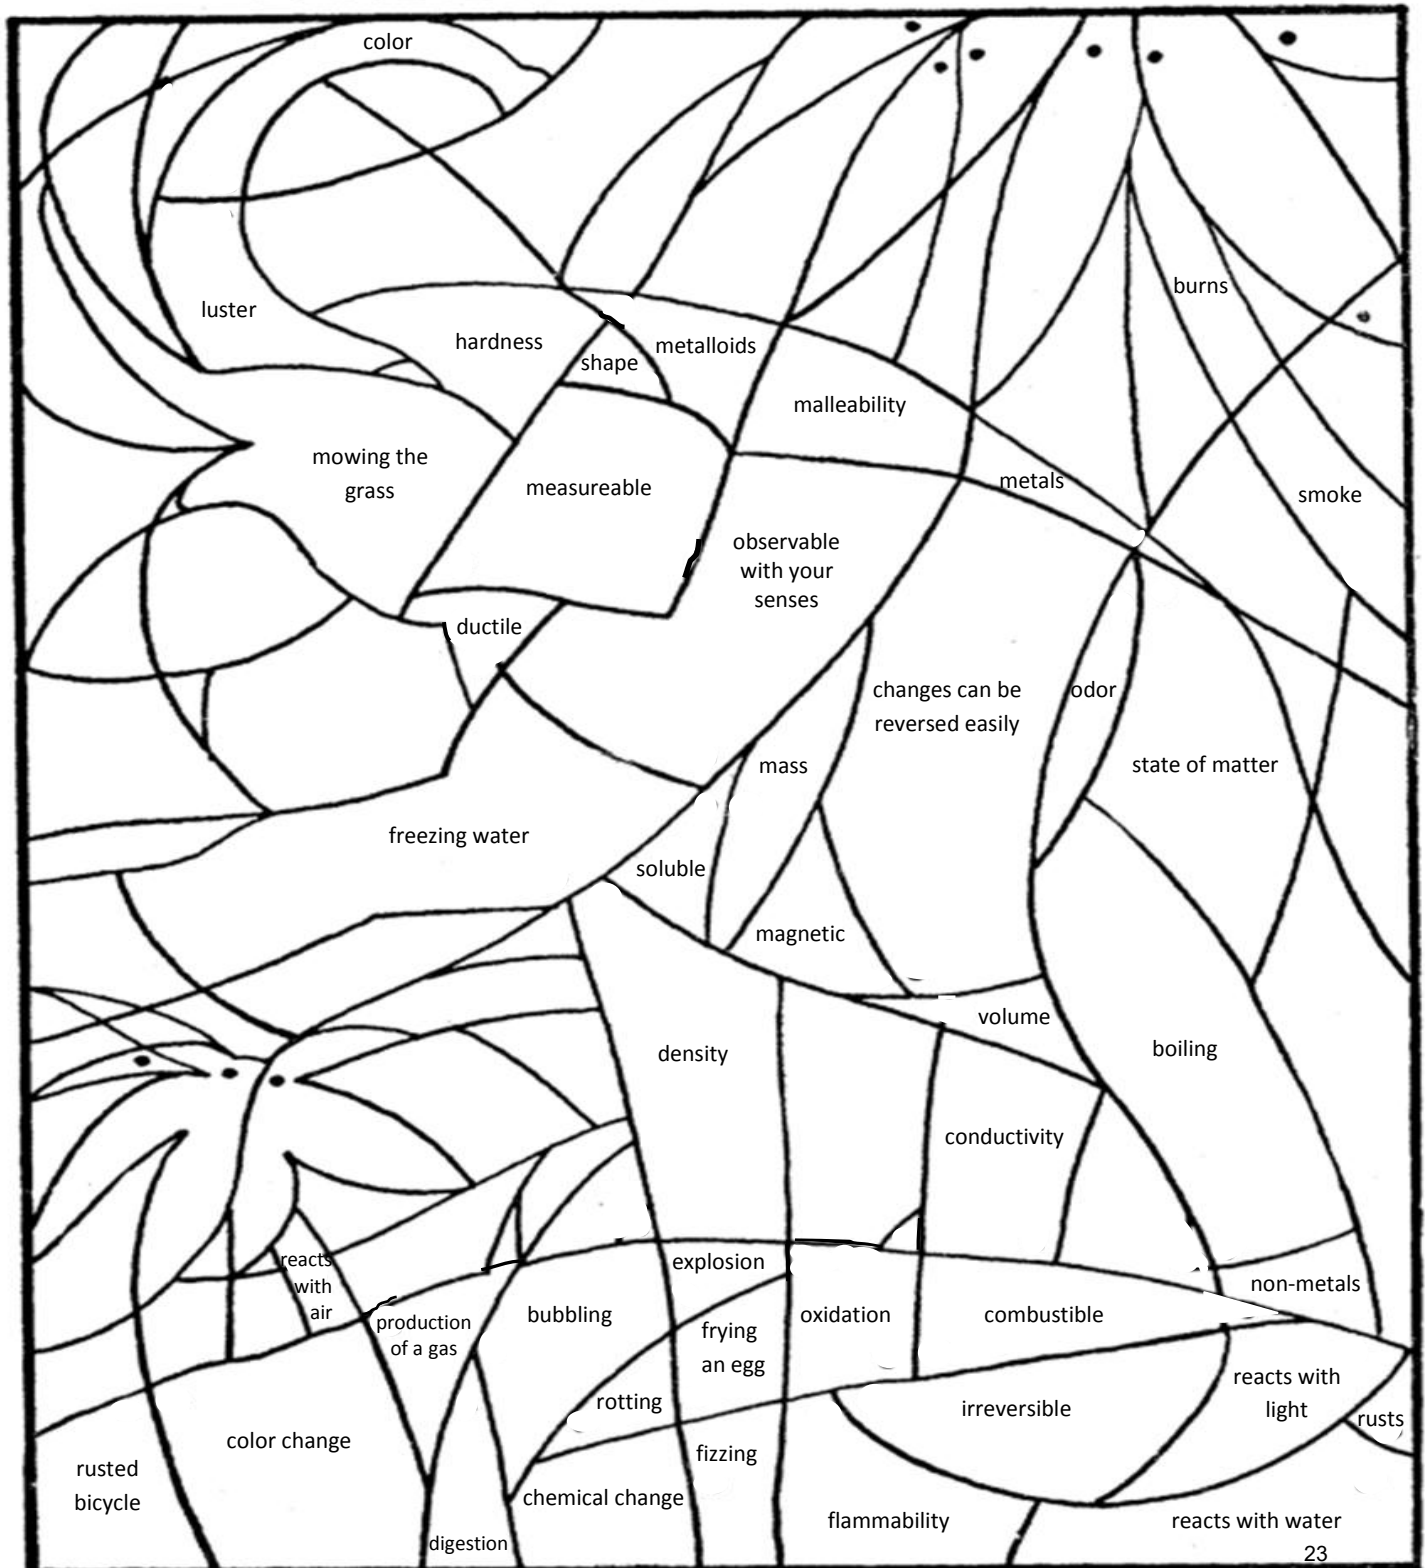 color
luster
burns
hardness
shape
metalloids
malleability
mowing the
grass
measureable
metals
smoke
observable
with your
senses
ductile
changes can be
reversed easily
odor
mass
state of matter
freezing water
soluble
magnetic
volume
density
boiling
conductivity
reacts
with
air
explosion
non-metals
production
of a gas
bubbling
frying
an egg
oxidation
combustible
rotting
irreversible
reacts with
light
rusts
color change
rusted
bicycle
fizzing
chemical change
digestion
flammability
reacts with water
23